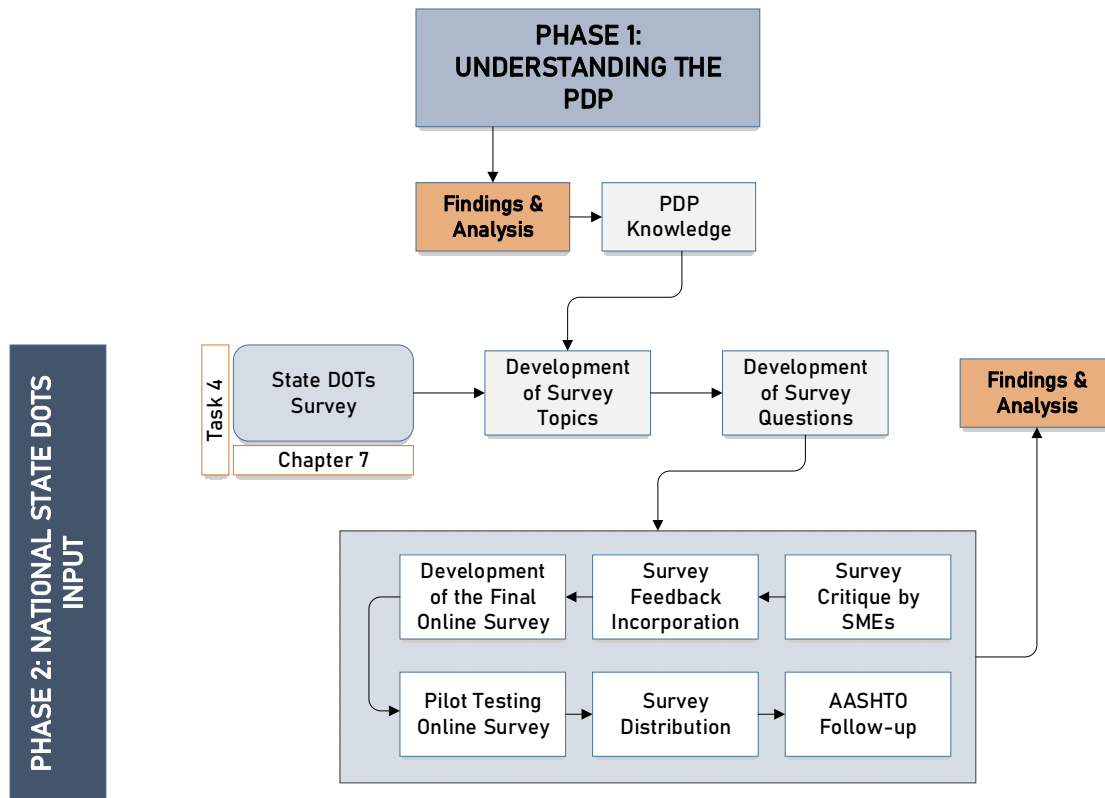 PHASE 1:
UNDERSTANDING THE
PDP
Findings &
Analysis
PDP
Knowledge
PHASE 2: NATIONAL STATE DOTS
INPUT
Task 4
State DOTs
Survey
Chapter 7
Development
of Survey
Topics
Development
of Survey
Questions
Findings &
Analysis
Development
of the Final
Online Survey
Survey
Feedback
Incorporation
Survey
Critique by
SMEs
Pilot Testing
Online Survey
Survey
Distribution
AASHTO
Follow-up